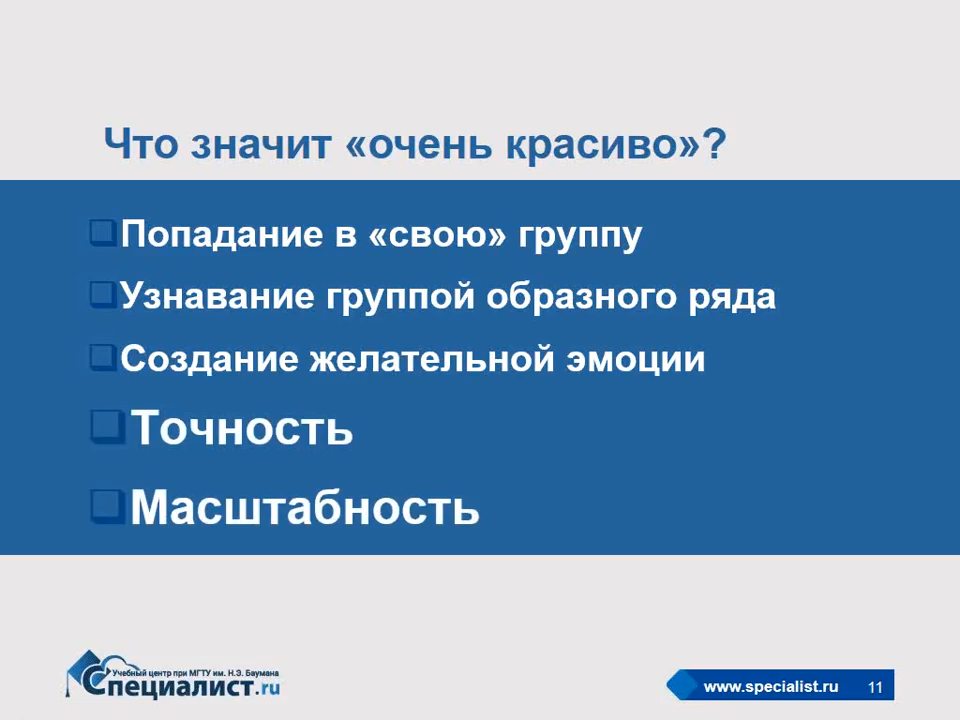 Что значит «очень красиво»?
Попадание в «свою» группу
Узнавание группой образного ряда
Создание желательной эмоции
Точность
Масштабность
Учебный центр при МГТУ им. Н.Э. Баумана
Специалист.ru
www.specialist.ru 11